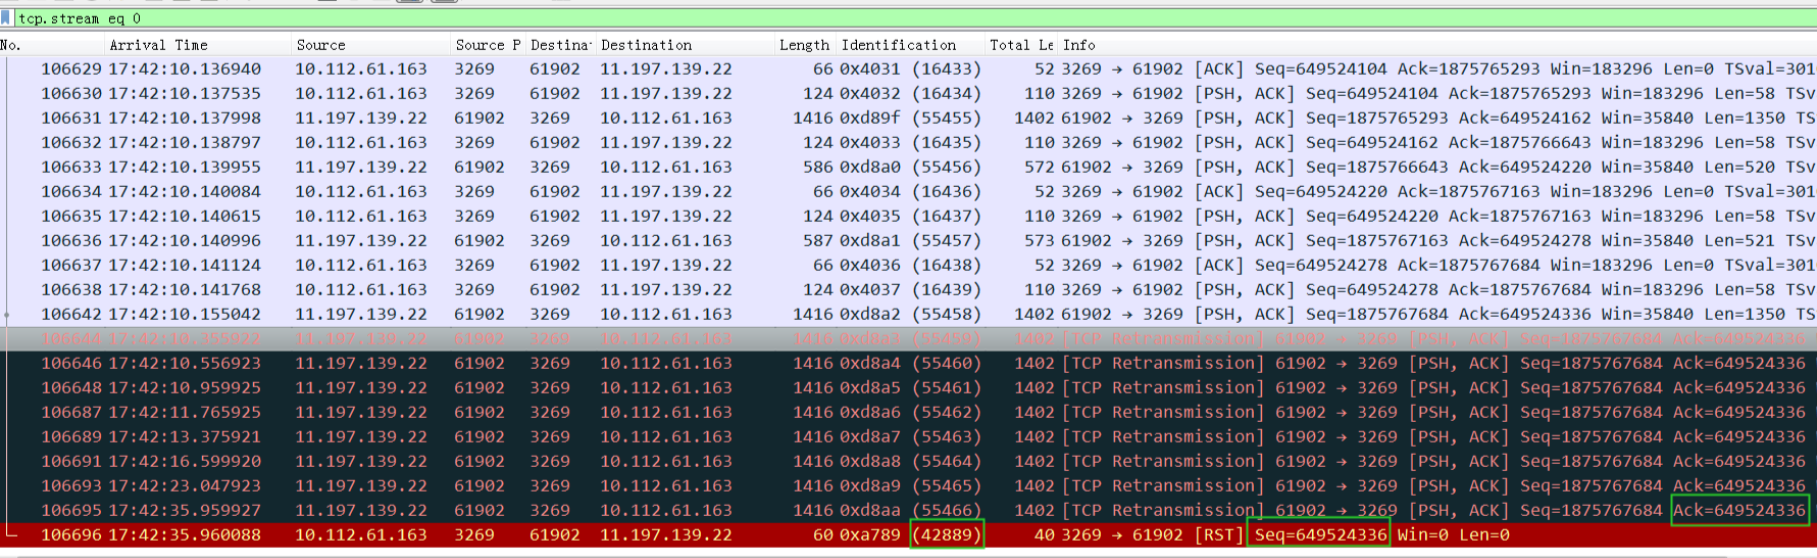 tcp.stream eq 0
No. Arrival Time Source Source P Destina Destination Length Identification Total Le Info
106629 17:42:10.136940 10.112.61.163 3269 61902 11.197.139.22 66 0x4031 (16433) 52 3269 → 61902 [ACK] Seq=649524104 Ack=1875765293 Win=183296 Len=0 TSval=301
106630 17:42:10.137535 10.112.61.163 3269 61902 11.197.139.22 124 0x4032 (16434) 110 3269 → 61902 [PSH, ACK] Seq=649524104 Ack=1875765293 Win=183296 Len=58 TSv
106631 17:42:10.137998 11.197.139.22 61902 3269 10.112.61.163 1416 0xd89f (55455) 1402 61902 → 3269 [PSH, ACK] Seq=1875765293 Ack=649524162 Win=35840 Len=1350 TS
106632 17:42:10.138797 10.112.61.163 3269 61902 11.197.139.22 124 0x4033 (16435) 110 3269 → 61902 [PSH, ACK] Seq=649524162 Ack=1875766643 Win=183296 Len=58 TSv
106633 17:42:10.139955 11.197.139.22 61902 3269 10.112.61.163 586 0xd8a0 (55456) 572 61902 → 3269 [PSH, ACK] Seq=1875766643 Ack=649524220 Win=35840 Len=520 TSv
106634 17:42:10.140084 10.112.61.163 3269 61902 11.197.139.22 66 0x4034 (16436) 52 3269 → 61902 [ACK] Seq=649524220 Ack=1875767163 Win=183296 Len=0 TSval=301
106635 17:42:10.140615 10.112.61.163 3269 61902 11.197.139.22 124 0x4035 (16437) 110 3269 → 61902 [PSH, ACK] Seq=649524220 Ack=1875767163 Win=183296 Len=58 TSv
106636 17:42:10.140996 11.197.139.22 61902 3269 10.112.61.163 587 0xd8a1 (55457) 573 61902 → 3269 [PSH, ACK] Seq=1875767163 Ack=649524278 Win=35840 Len=521 TSv
106637 17:42:10.141124 10.112.61.163 3269 61902 11.197.139.22 66 0x4036 (16438) 52 3269 → 61902 [ACK] Seq=649524278 Ack=1875767684 Win=183296 Len=0 TSval=301
106638 17:42:10.141768 10.112.61.163 3269 61902 11.197.139.22 124 0x4037 (16439) 110 3269 → 61902 [PSH, ACK] Seq=649524278 Ack=1875767684 Win=183296 Len=58 TSv
106642 17:42:10.155042 11.197.139.22 61902 3269 10.112.61.163 1416 0xd8a2 (55458) 1402 61902 → 3269 [PSH, ACK] Seq=1875767684 Ack=649524336 Win=35840 Len=1350 TS
106644 17:42:10.355922 11.197.139.22 61902 3269 10.112.61.163 1416 0xd8a3 (55459) 1402 [TCP Retransmission] 61902 → 3269 [PSH, ACK] Seq=1875767684 Ack=649524336
106646 17:42:10.556923 11.197.139.22 61902 3269 10.112.61.163 1416 0xd8a4 (55460) 1402 [TCP Retransmission] 61902 → 3269 [PSH, ACK] Seq=1875767684 Ack=649524336
106648 17:42:10.959925 11.197.139.22 61902 3269 10.112.61.163 1416 0xd8a5 (55461) 1402 [TCP Retransmission] 61902 → 3269 [PSH, ACK] Seq=1875767684 Ack=649524336
106687 17:42:11.765925 11.197.139.22 61902 3269 10.112.61.163 1416 0xd8a6 (55462) 1402 [TCP Retransmission] 61902 → 3269 [PSH, ACK] Seq=1875767684 Ack=649524336
106689 17:42:13.375921 11.197.139.22 61902 3269 10.112.61.163 1416 0xd8a7 (55463) 1402 [TCP Retransmission] 61902 → 3269 [PSH, ACK] Seq=1875767684 Ack=649524336
106691 17:42:16.599920 11.197.139.22 61902 3269 10.112.61.163 1416 0xd8a8 (55464) 1402 [TCP Retransmission] 61902 → 3269 [PSH, ACK] Seq=1875767684 Ack=649524336
106693 17:42:23.047923 11.197.139.22 61902 3269 10.112.61.163 1416 0xd8a9 (55465) 1402 [TCP Retransmission] 61902 → 3269 [PSH, ACK] Seq=1875767684 Ack=649524336
106695 17:42:35.959927 11.197.139.22 61902 3269 10.112.61.163 1416 0xd8aa (55466) 1402 [TCP Retransmission] 61902 → 3269 [PSH, ACK] Seq=1875767684 Ack=649524336
106696 17:42:35.960088 10.112.61.163 3269 61902 11.197.139.22 60 0xa789 (42889) 40 3269 → 61902 [RST] Seq=649524336 Win=0 Len=0